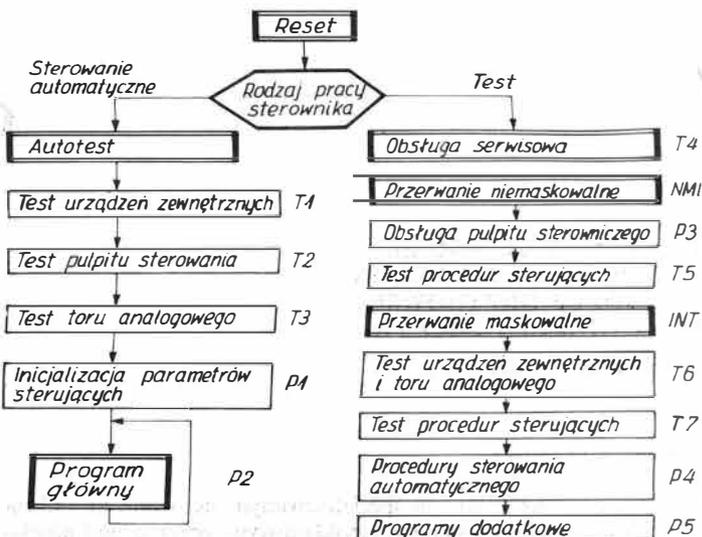 Reset
Sterowanie
automatyczne
Rodzaj pracy
sterownika
Test
Autotest
Test urządzeń zewnętrznych T1
Test pulpitu sterowania T2
Test toru analogowego T3
Inicjalizacja parametrów
sterujących P1
Program
główny P2
Obsługa serwisowa T4
Przerwanie niemaskowalne NMI
Obsługa pulpitu sterowniczego P3
Test procedur sterujących T5
Przerwanie maskowalne INT
Test urządzeń zewnętrznych
i toru analogowego T6
Test procedur sterujących T7
Procedury sterowania
automatycznego P4
Programy dodatkowe P5